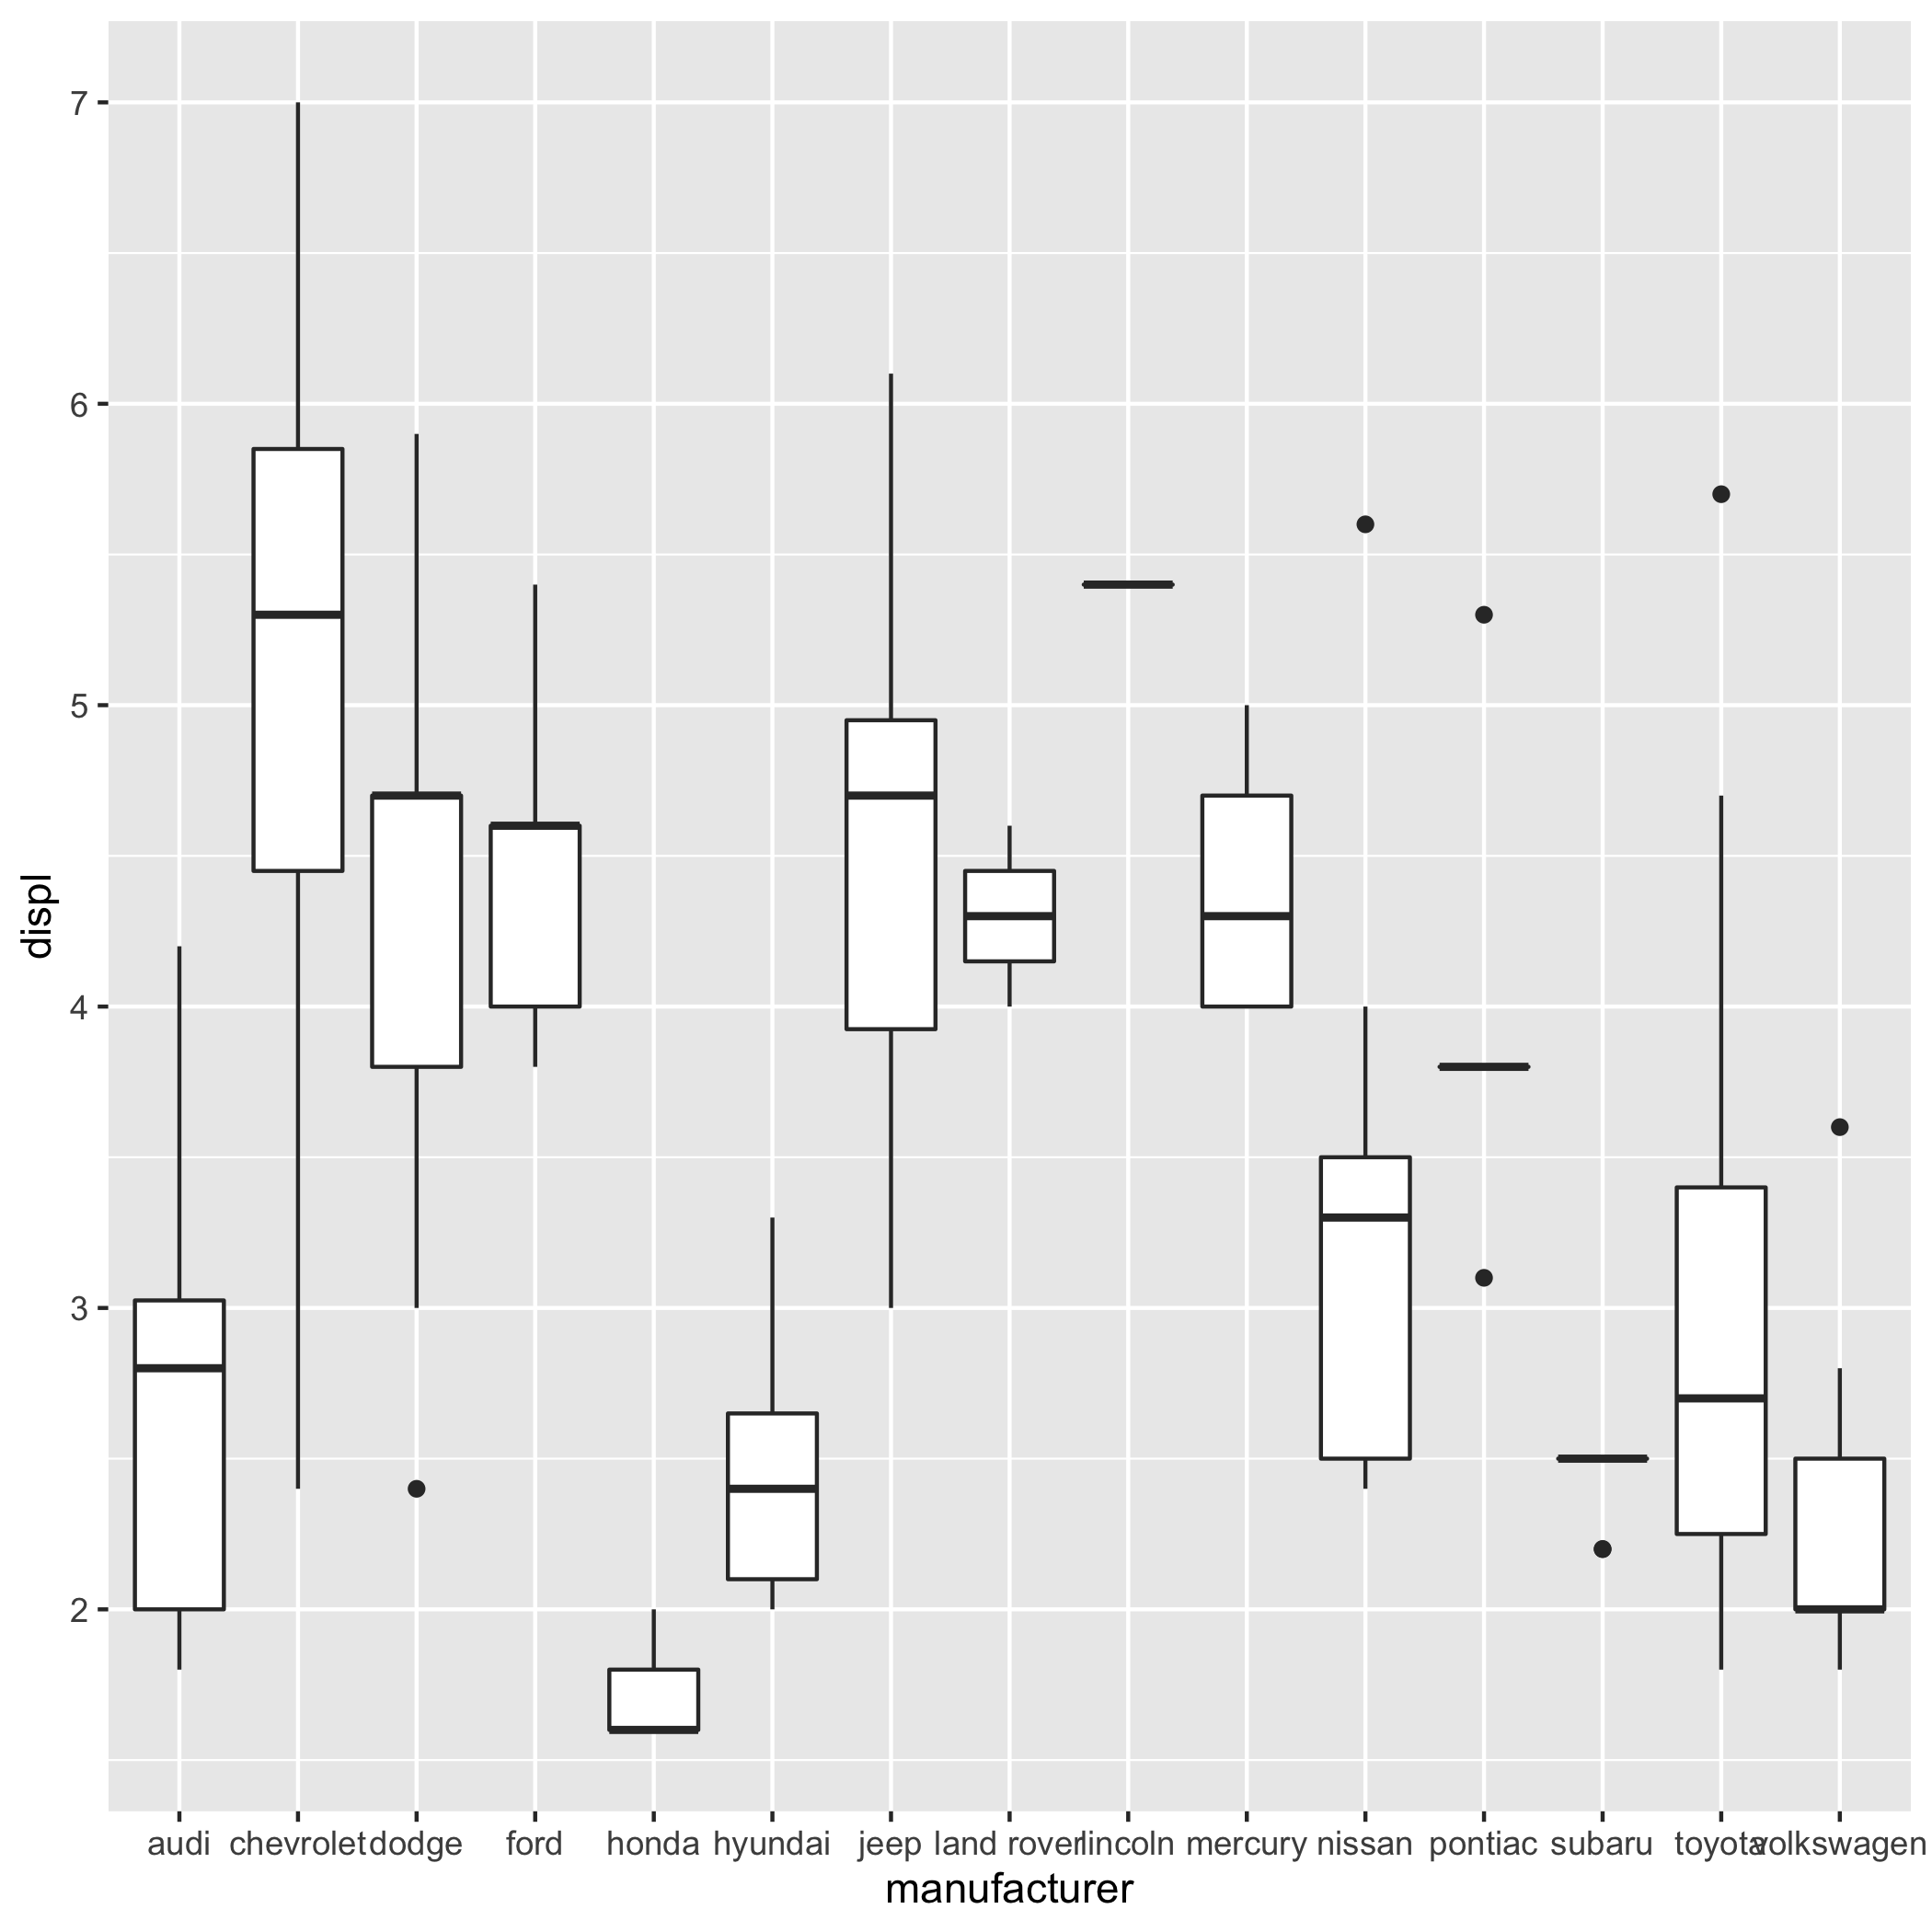 displ
7
6
5
4
3
2
audi chevrolet dodge ford honda hyundai jeep land rover lincoln mercury nissan pontiac subaru toyota volkswagen
manufacturer